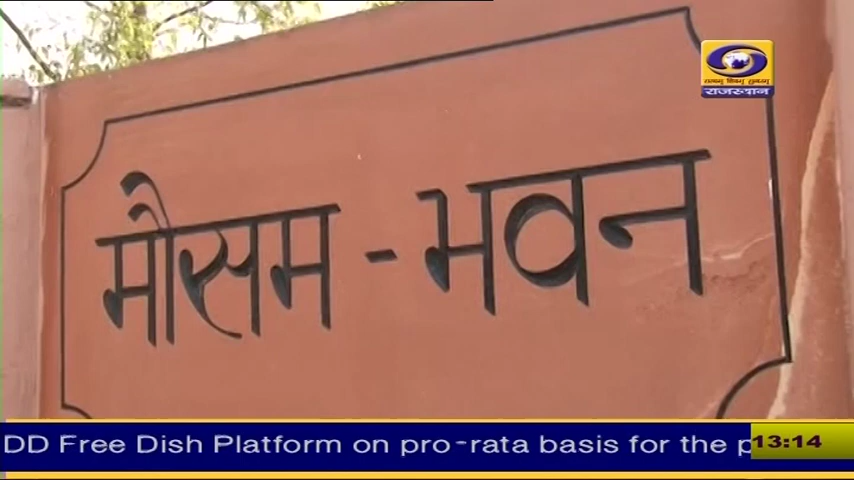 राजस्थान
मौसम - भवन
DD Free Dish Platform on pro-rata basis for the p
13:14